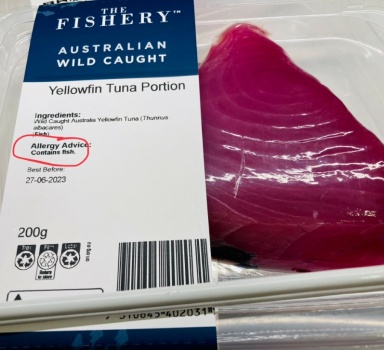 THE
FISHERY™
AUSTRALIAN
WILD CAUGHT
Yellowfin Tuna Portion
Ingredients:
Wild Caught Australia Yellowfin Tuna (Thunnus
albacares)
(Fish).
Allergy Advice:
Contains fish.
Best Before:
27-06-2023
200g